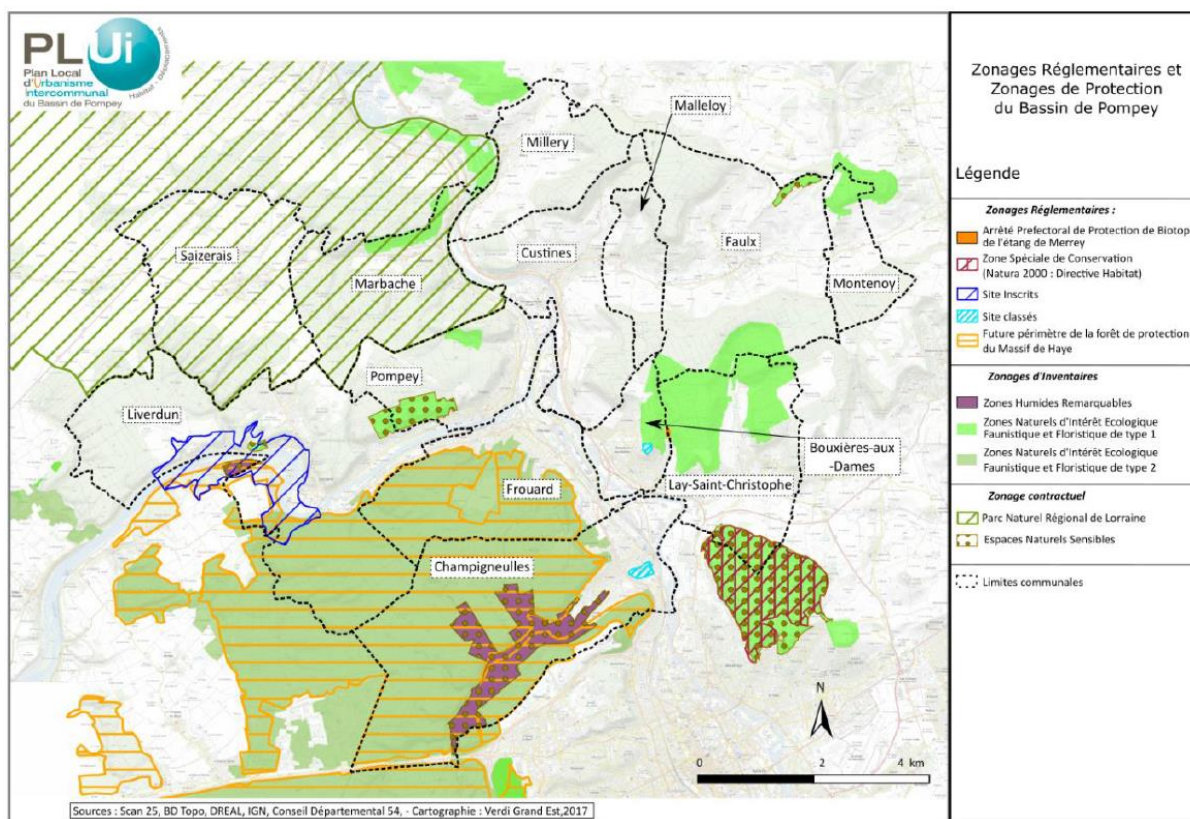 PLUi
Plan Local
d'Urbanisme
intercommunal
du Bassin de Pompey
Habitat - Déplacements
Malleloy
Millery
Custines
Faulx
Saizerais
Marbache
Montenoy
Pompey
Liverdun
Bouxières-aux
-Dames
Frouard
Lay-Saint-Christophe
Champigneulles
N
0 2 4 km
Sources : Scan 25, BD Topo, DREAL, IGN, Conseil Départemental 54, - Cartographie : Verdi Grand Est,2017
Zonages Réglementaires et
Zonages de Protection
du Bassin de Pompey
Légende
Zonages Réglementaires :
Arrêté Prefectoral de Protection de Biotop
de l'étang de Merrey
Zone Spéciale de Conservation
(Natura 2000 : Directive Habitat)
Site Inscrits
Site classés
Future périmètre de la forêt de protection
du Massif de Haye
Zonages d'Inventaires
Zones Humides Remarquables
Zones Naturels d'Intérêt Ecologique
Faunistique et Floristique de type 1
Zones Naturels d'Intérêt Ecologique
Faunistique et Floristique de type 2
Zonage contractuel
Parc Naturel Régional de Lorraine
Espaces Naturels Sensibles
Limites communales